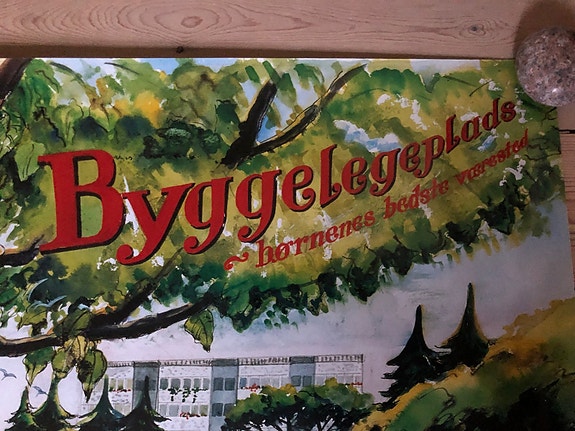 Byggelegeplads
~ børnenes bedste værested